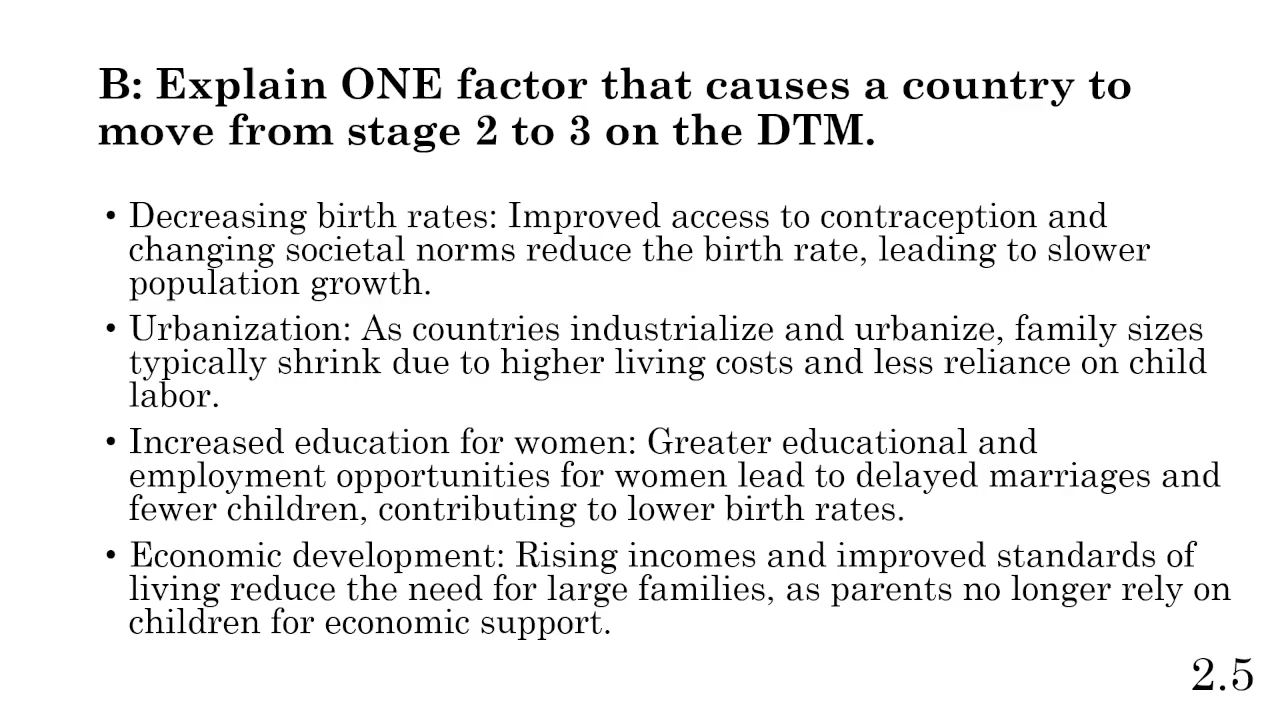 B: Explain ONE factor that causes a country to
move from stage 2 to 3 on the DTM.
• Decreasing birth rates: Improved access to contraception and
changing societal norms reduce the birth rate, leading to slower
population growth.
• Urbanization: As countries industrialize and urbanize, family sizes
typically shrink due to higher living costs and less reliance on child
labor.
• Increased education for women: Greater educational and
employment opportunities for women lead to delayed marriages and
fewer children, contributing to lower birth rates.
• Economic development: Rising incomes and improved standards of
living reduce the need for large families, as parents no longer rely on
children for economic support.
2.5